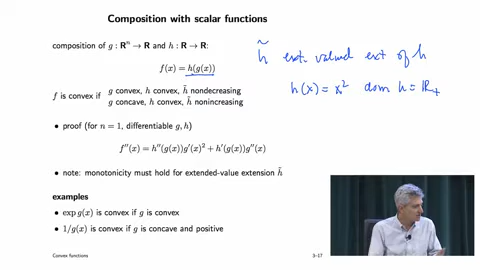 Composition with scalar functions
composition of g : Rⁿ → R and h : R → R:
f(x) = h(g(x))
f is convex if g convex, h convex, h̃ nondecreasing
g concave, h convex, h̃ nonincreasing
• proof (for n = 1, differentiable g, h)
f″(x) = h″(g(x))g′(x)² + h′(g(x))g″(x)
• note: monotonicity must hold for extended-value extension h̃
examples
• exp g(x) is convex if g is convex
• 1/g(x) is convex if g is concave and positive
Convex functions 3–17
h̃ ext. valued ext of h
h(x) = x² dom h = ℝ₊